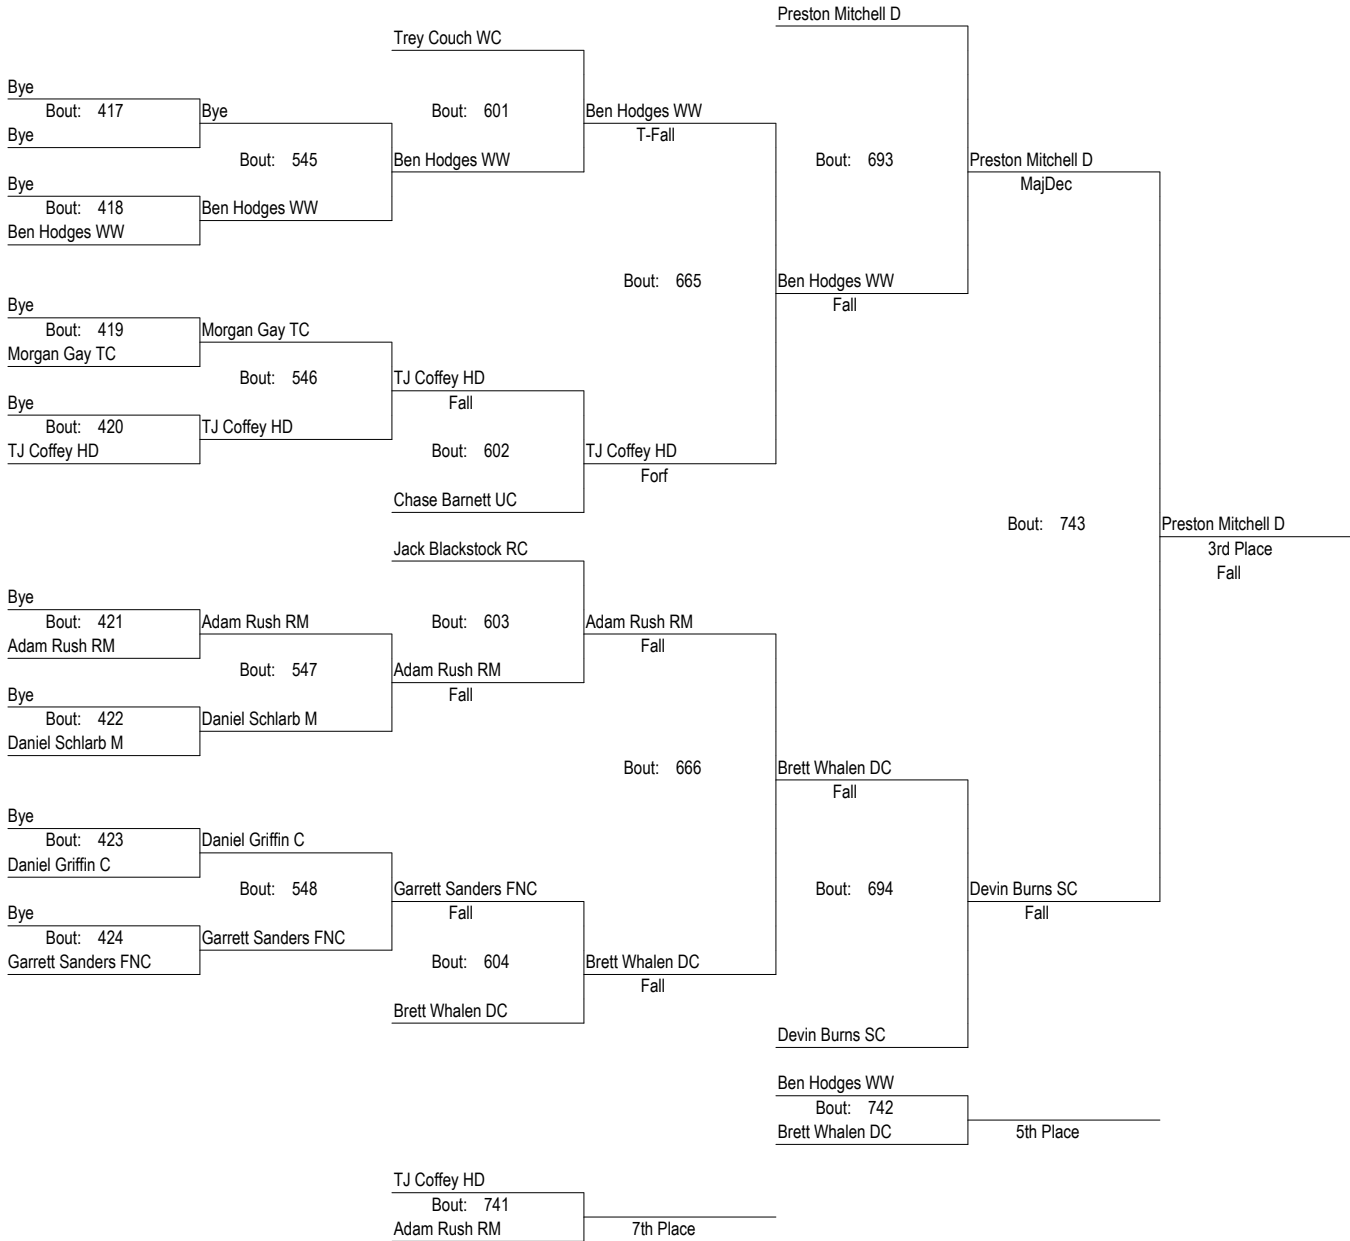 Preston Mitchell D
Trey Couch WC
Bye
Bout: 417
Bye
Bout: 601
Ben Hodges WW
Bye
T-Fall
Bout: 545
Ben Hodges WW
Bout: 693
Preston Mitchell D
Bye
MajDec
Bout: 418
Ben Hodges WW
Ben Hodges WW
Bout: 665
Ben Hodges WW
Bye
Fall
Bout: 419
Morgan Gay TC
Morgan Gay TC
Bout: 546
TJ Coffey HD
Bye
Fall
Bout: 420
TJ Coffey HD
TJ Coffey HD
Bout: 602
TJ Coffey HD
Forf
Chase Barnett UC
Bout: 743
Preston Mitchell D
Jack Blackstock RC
3rd Place
Fall
Bye
Bout: 421
Adam Rush RM
Bout: 603
Adam Rush RM
Adam Rush RM
Fall
Bout: 547
Adam Rush RM
Bye
Fall
Bout: 422
Daniel Schlarb M
Daniel Schlarb M
Bout: 666
Brett Whalen DC
Fall
Bye
Bout: 423
Daniel Griffin C
Daniel Griffin C
Bout: 548
Garrett Sanders FNC
Bout: 694
Devin Burns SC
Bye
Fall
Fall
Bout: 424
Garrett Sanders FNC
Garrett Sanders FNC
Bout: 604
Brett Whalen DC
Fall
Brett Whalen DC
Devin Burns SC
Ben Hodges WW
Bout: 742
Brett Whalen DC
5th Place
TJ Coffey HD
Bout: 741
Adam Rush RM
7th Place